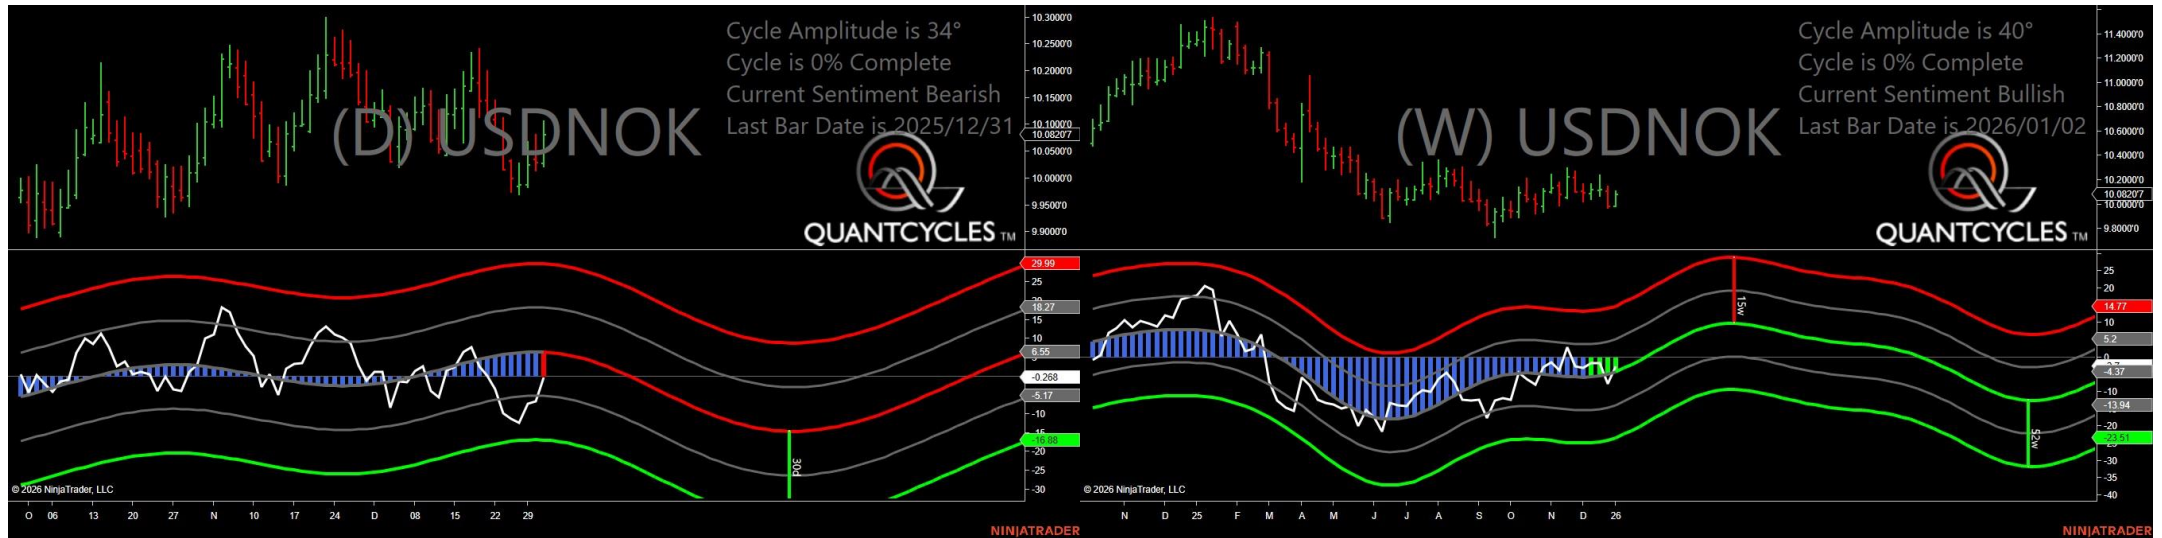 Cycle Amplitude is 34°
Cycle is 0% Complete
Current Sentiment Bearish
Last Bar Date is 2025/12/31
(D) USDNOK
QUANTCYCLES TM
10.3000'0
10.2500'0
10.2000'0
10.1500'0
10.1000'0
10.0820'7
10.0500'0
10.0000'0
9.9500'0
9.9000'0
29.99
25
18.27
15
10
6.55
-0.268
-5.17
-10
-15
-16.88
-20
-25
-30
30d
© 2026 NinjaTrader, LLC
O 06 13 20 27 N 10 17 24 D 08 15 22 29
NINJATRADER
Cycle Amplitude is 40°
Cycle is 0% Complete
Current Sentiment Bullish
Last Bar Date is 2026/01/02
(W) USDNOK
QUANTCYCLES TM
11.4000'0
11.2000'0
11.0000'0
10.8000'0
10.6000'0
10.4000'0
10.2000'0
10.0820'7
10.0000'0
9.8000'0
25
20
14.77
10
5.2
0
-4.37
-10
-13.94
-20
-23.51
-30
-35
-40
15w
52w
© 2026 NinjaTrader, LLC
N D 25 F M A M J J A S O N D 26
NINJATRADER